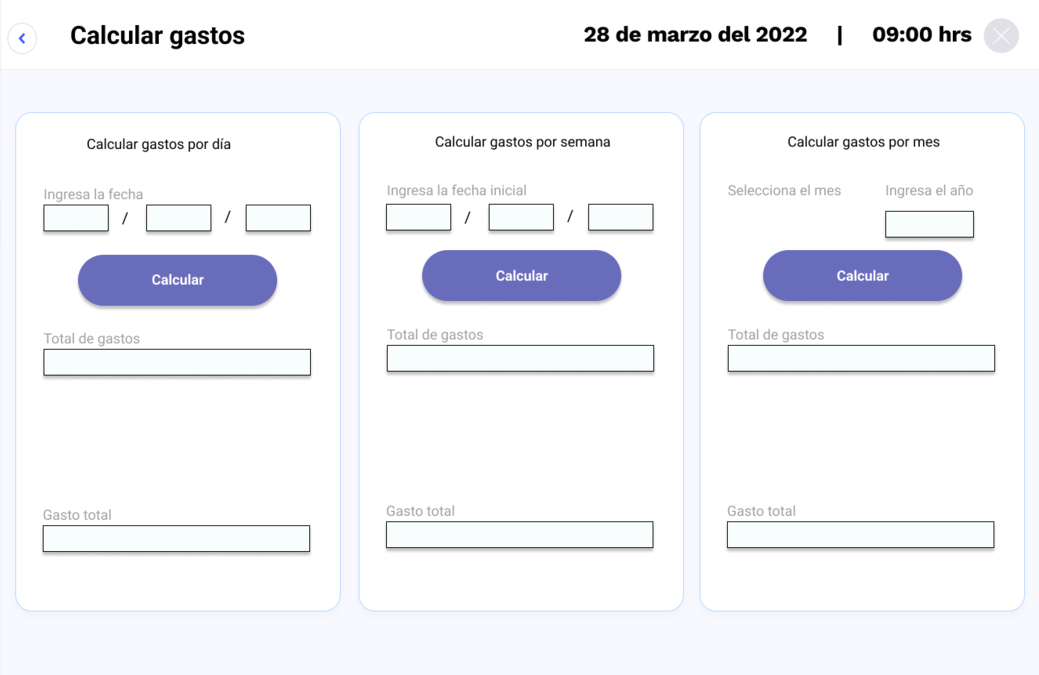 Calcular gastos
28 de marzo del 2022 | 09:00 hrs
Calcular gastos por día
Ingresa la fecha
/ /
Calcular
Total de gastos
Gasto total
Calcular gastos por semana
Ingresa la fecha inicial
/ /
Calcular
Total de gastos
Gasto total
Calcular gastos por mes
Selecciona el mes
Ingresa el año
Calcular
Total de gastos
Gasto total